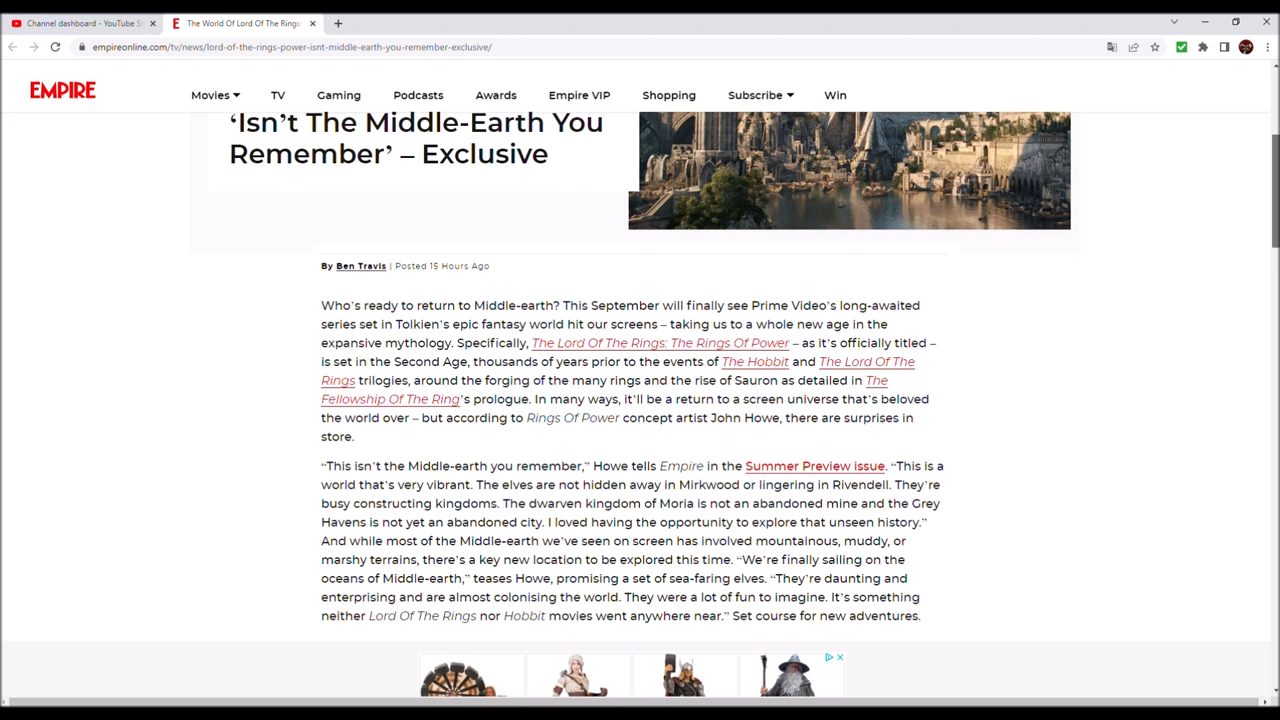 Channel dashboard - YouTube St
The World Of Lord Of The Rings
empireonline.com/tv/news/lord-of-the-rings-power-isnt-middle-earth-you-remember-exclusive/
EMPIRE
Movies TV Gaming Podcasts Awards Empire VIP Shopping Subscribe Win
‘Isn’t The Middle-Earth You
Remember’ – Exclusive
By Ben Travis | Posted 15 Hours Ago
Who’s ready to return to Middle-earth? This September will finally see Prime Video’s long-awaited
series set in Tolkien’s epic fantasy world hit our screens – taking us to a whole new age in the
expansive mythology. Specifically, The Lord Of The Rings: The Rings Of Power – as it’s officially titled –
is set in the Second Age, thousands of years prior to the events of The Hobbit and The Lord Of The
Rings trilogies, around the forging of the many rings and the rise of Sauron as detailed in The
Fellowship Of The Ring’s prologue. In many ways, it’ll be a return to a screen universe that’s beloved
the world over – but according to Rings Of Power concept artist John Howe, there are surprises in
store.
“This isn’t the Middle-earth you remember,” Howe tells Empire in the Summer Preview issue. “This is a
world that’s very vibrant. The elves are not hidden away in Mirkwood or lingering in Rivendell. They’re
busy constructing kingdoms. The dwarven kingdom of Moria is not an abandoned mine and the Grey
Havens is not yet an abandoned city. I loved having the opportunity to explore that unseen history.”
And while most of the Middle-earth we’ve seen on screen has involved mountainous, muddy, or
marshy terrains, there’s a key new location to be explored this time. “We’re finally sailing on the
oceans of Middle-earth,” teases Howe, promising a set of sea-faring elves. “They’re daunting and
enterprising and are almost colonising the world. They were a lot of fun to imagine. It’s something
neither Lord Of The Rings nor Hobbit movies went anywhere near.” Set course for new adventures.